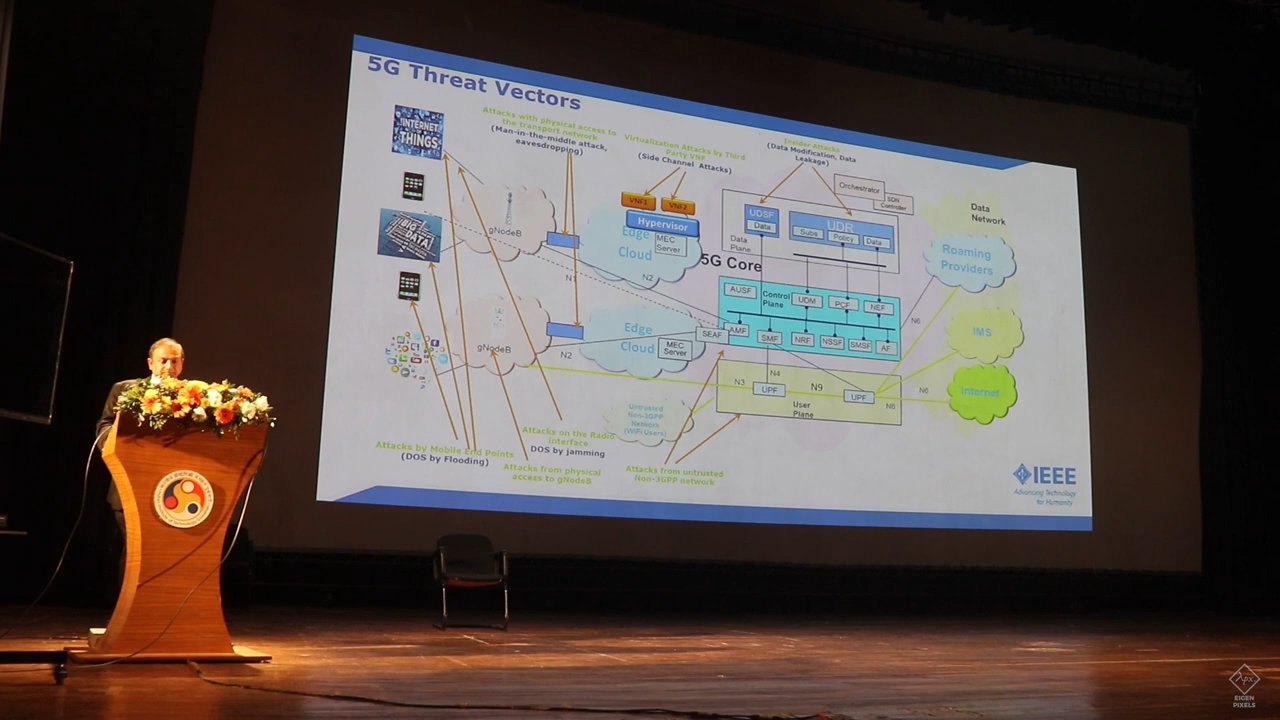 5G Threat Vectors
INTERNET
THINGS
Attacks with physical access to
the transport network
(Man-in-the-middle attack,
eavesdropping)
Virtualization Attacks by Third
Party VNF
(Side Channel Attacks)
Insider Attacks
(Data Modification, Data
Leakage)
Orchestrator
SDN
Controller
VNF1
VNF2
Hypervisor
Edge
Cloud
MEC
Server
UDSF
Data
UDR
Subs
Policy
Data
Data
Plane
Data
Network
Roaming
Providers
BIG
DATA
gNodeB
N1
N2
5G Core
AUSF
Control
Plane
UDM
PCF
NEF
N6
IMS
SEAF
AMF
SMF
NRF
NSSF
SMSF
AF
Edge
Cloud
MEC
Server
gNodeB
N2
N4
N3
UPF
N9
UPF
N6
N6
Internet
User
Plane
Non-3GPP
(WiFi Users)
Attacks by Mobile End Points
(DOS by Flooding)
Attacks on the Radio
interface
DOS by jamming
Attacks from physical
access to gNodeB
Attacks from untrusted
Non-3GPP network
IEEE
Advancing Technology
for Humanity
EIGEN
PIXELS